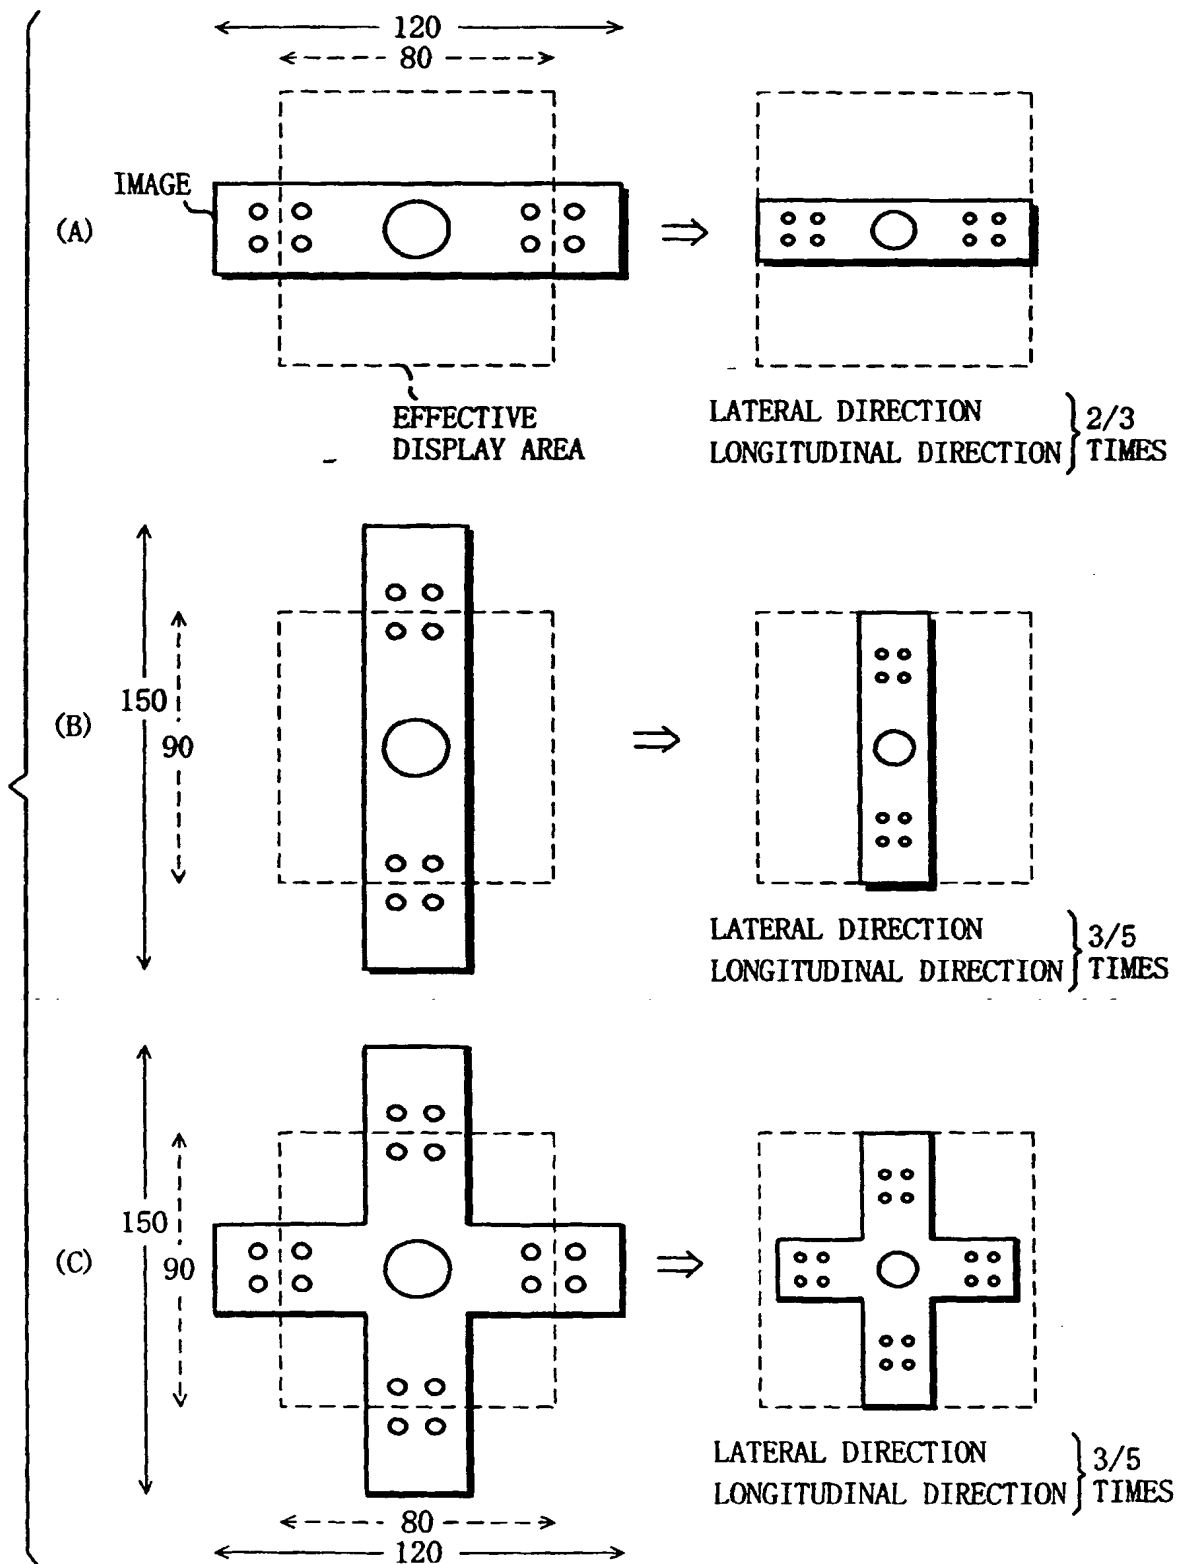 120
80
IMAGE
(A)
EFFECTIVE
DISPLAY AREA
LATERAL DIRECTION
LONGITUDINAL DIRECTION
2/3
TIMES
150
90
(B)
LATERAL DIRECTION
LONGITUDINAL DIRECTION
3/5
TIMES
150
90
(C)
80
120
LATERAL DIRECTION
LONGITUDINAL DIRECTION
3/5
TIMES